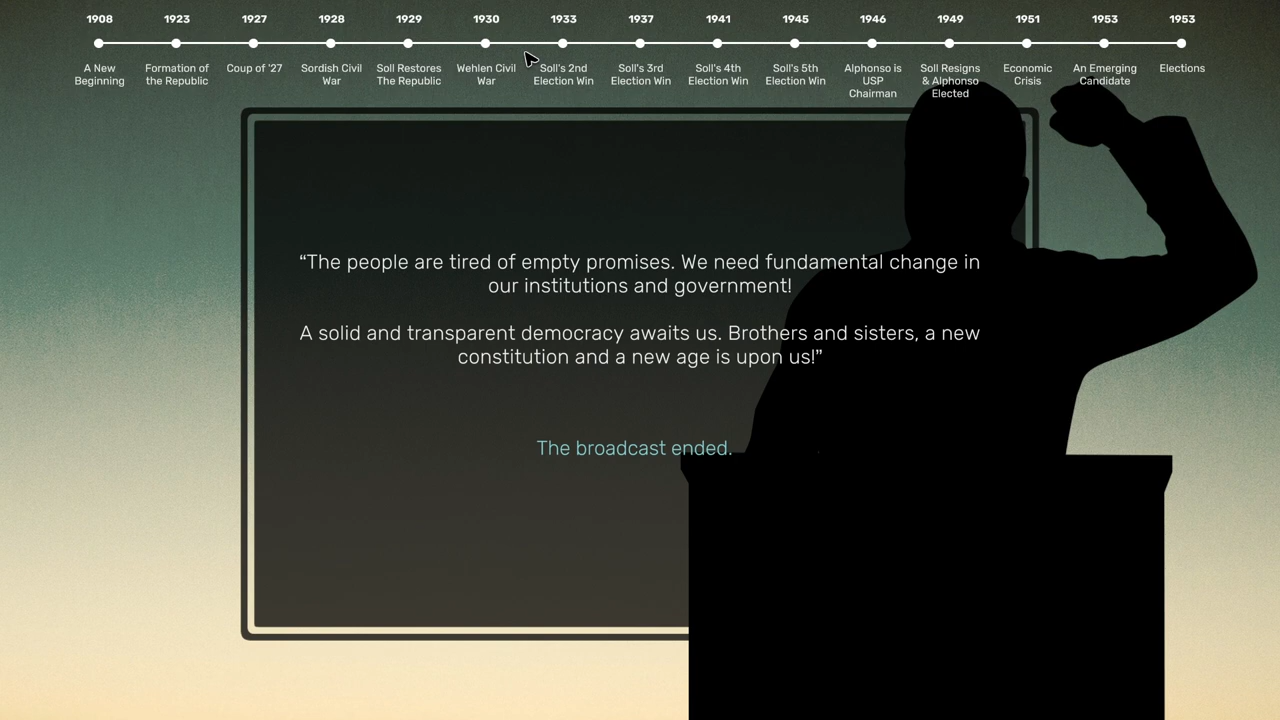 1908 1923 1927 1928 1929 1930 1933 1937 1941 1945 1946 1949 1951 1953 1953
A New Beginning
Formation of the Republic
Coup of '27
Sordish Civil War
Soll Restores The Republic
Wehlen Civil War
Soll's 2nd Election Win
Soll's 3rd Election Win
Soll's 4th Election Win
Soll's 5th Election Win
Alphonso is USP Chairman
Soll Resigns & Alphonso Elected
Economic Crisis
An Emerging Candidate
Elections
“The people are tired of empty promises. We need fundamental change in
our institutions and government!
A solid and transparent democracy awaits us. Brothers and sisters, a new
constitution and a new age is upon us!”
The broadcast ended.